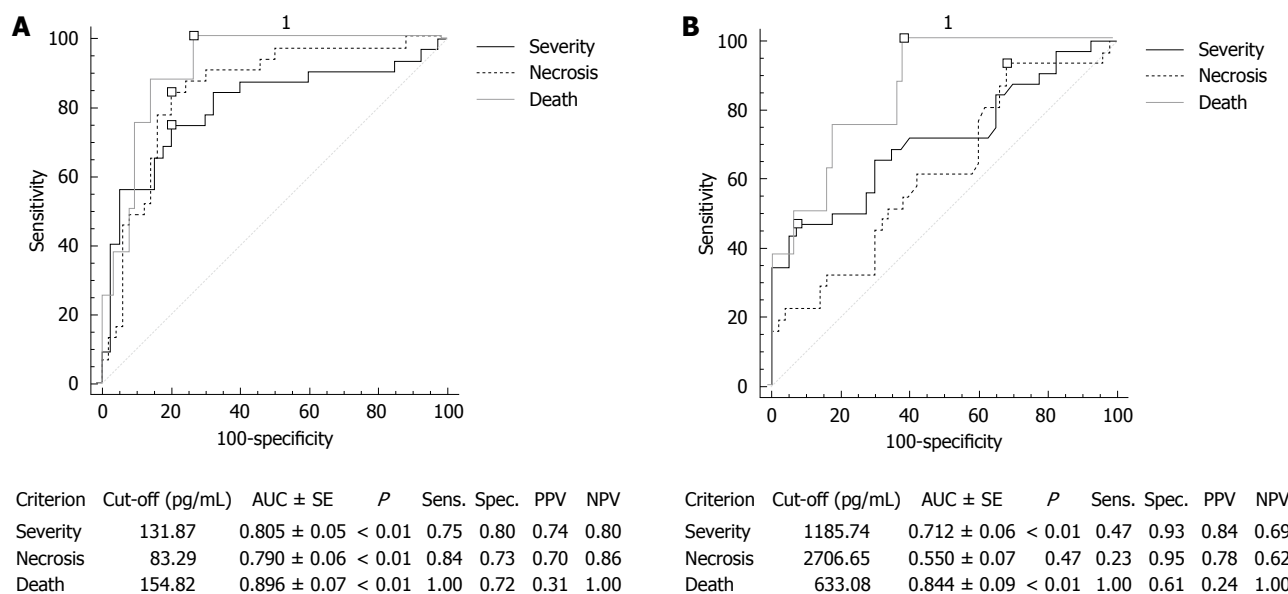 A
1
100
80
60
40
20
0
Sensitivity
0 20 40 60 80 100
100-specificity
Severity
Necrosis
Death
Criterion Cut-off (pg/mL) AUC ± SE P Sens. Spec. PPV NPV
Severity 131.87 0.805 ± 0.05 < 0.01 0.75 0.80 0.74 0.80
Necrosis 83.29 0.790 ± 0.06 < 0.01 0.84 0.73 0.70 0.86
Death 154.82 0.896 ± 0.07 < 0.01 1.00 0.72 0.31 1.00
B
1
100
80
60
40
20
0
Sensitivity
0 20 40 60 80 100
100-specificity
Severity
Necrosis
Death
Criterion Cut-off (pg/mL) AUC ± SE P Sens. Spec. PPV NPV
Severity 1185.74 0.712 ± 0.06 < 0.01 0.47 0.93 0.84 0.69
Necrosis 2706.65 0.550 ± 0.07 0.47 0.23 0.95 0.78 0.62
Death 633.08 0.844 ± 0.09 < 0.01 1.00 0.61 0.24 1.00